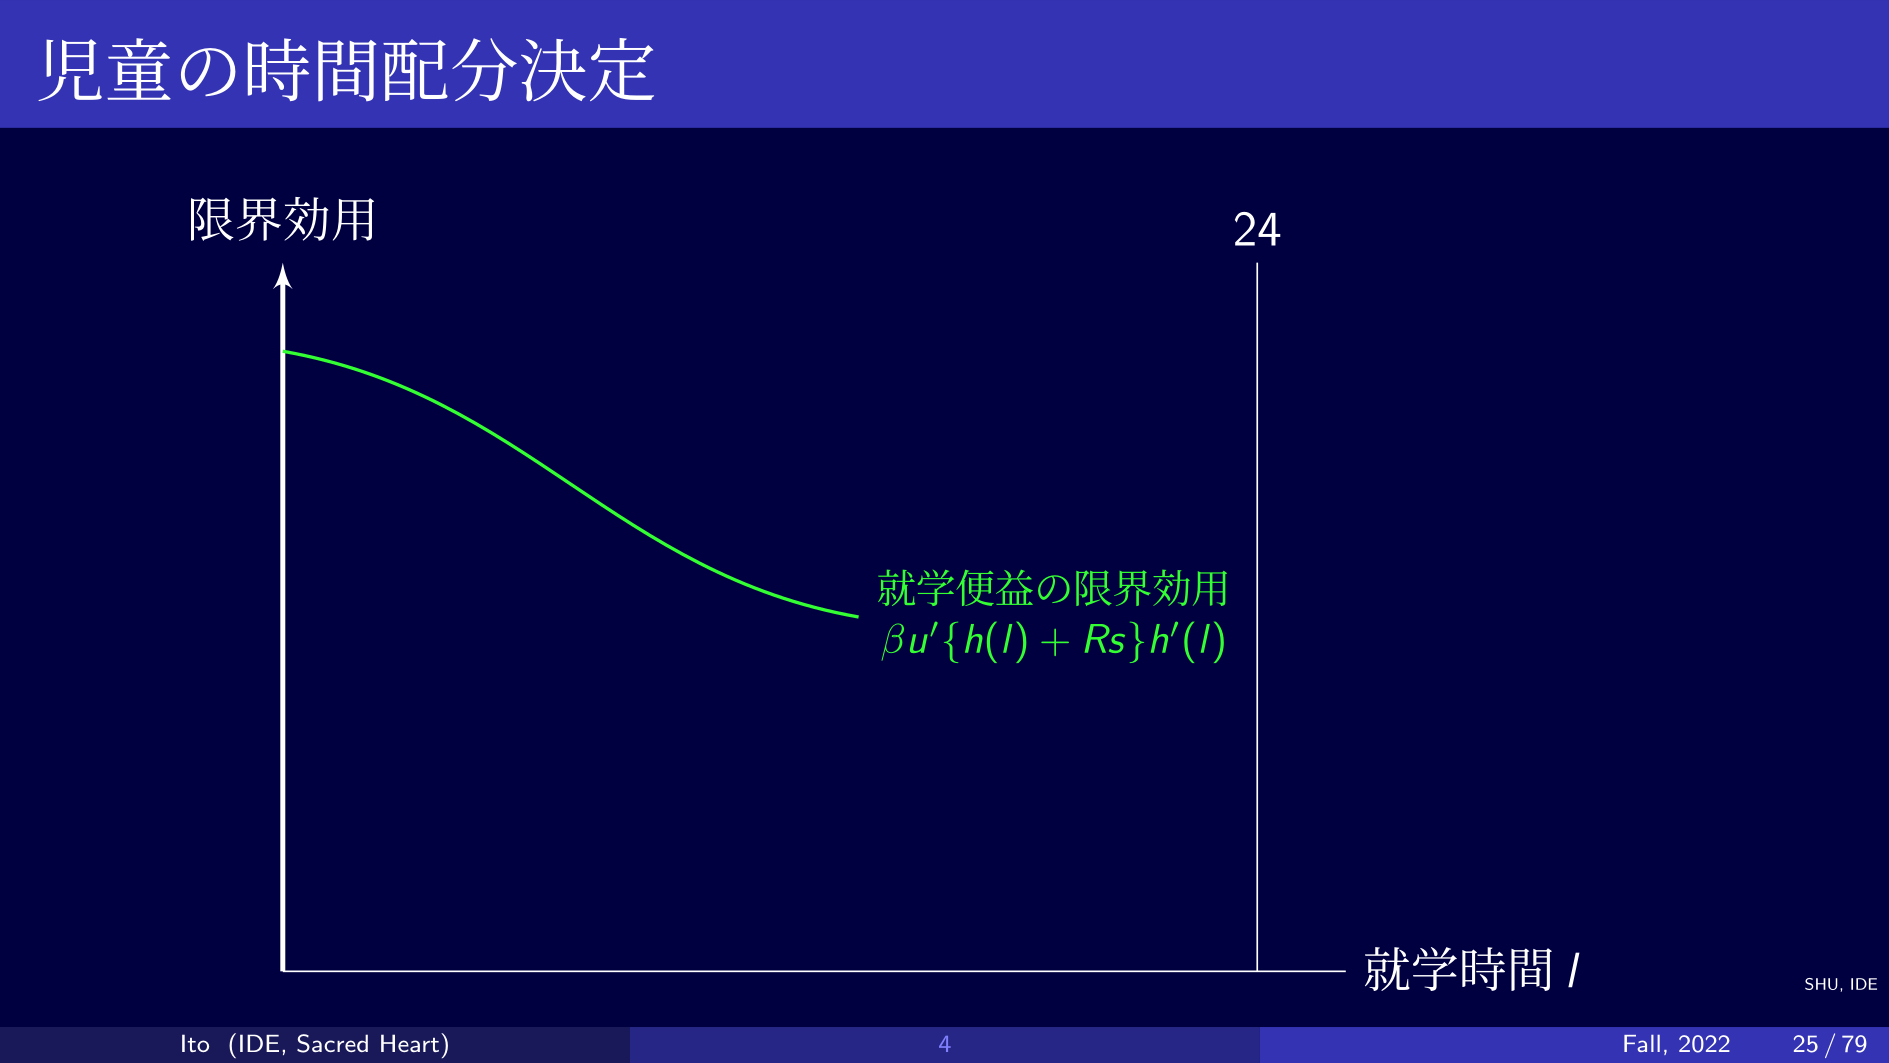 児童の時間配分決定
限界効用
24
就学便益の限界効用
βu′{h(l) + Rs}h′(l)
就学時間 l
SHU, IDE
Ito (IDE, Sacred Heart)
4
Fall, 2022
25 / 79